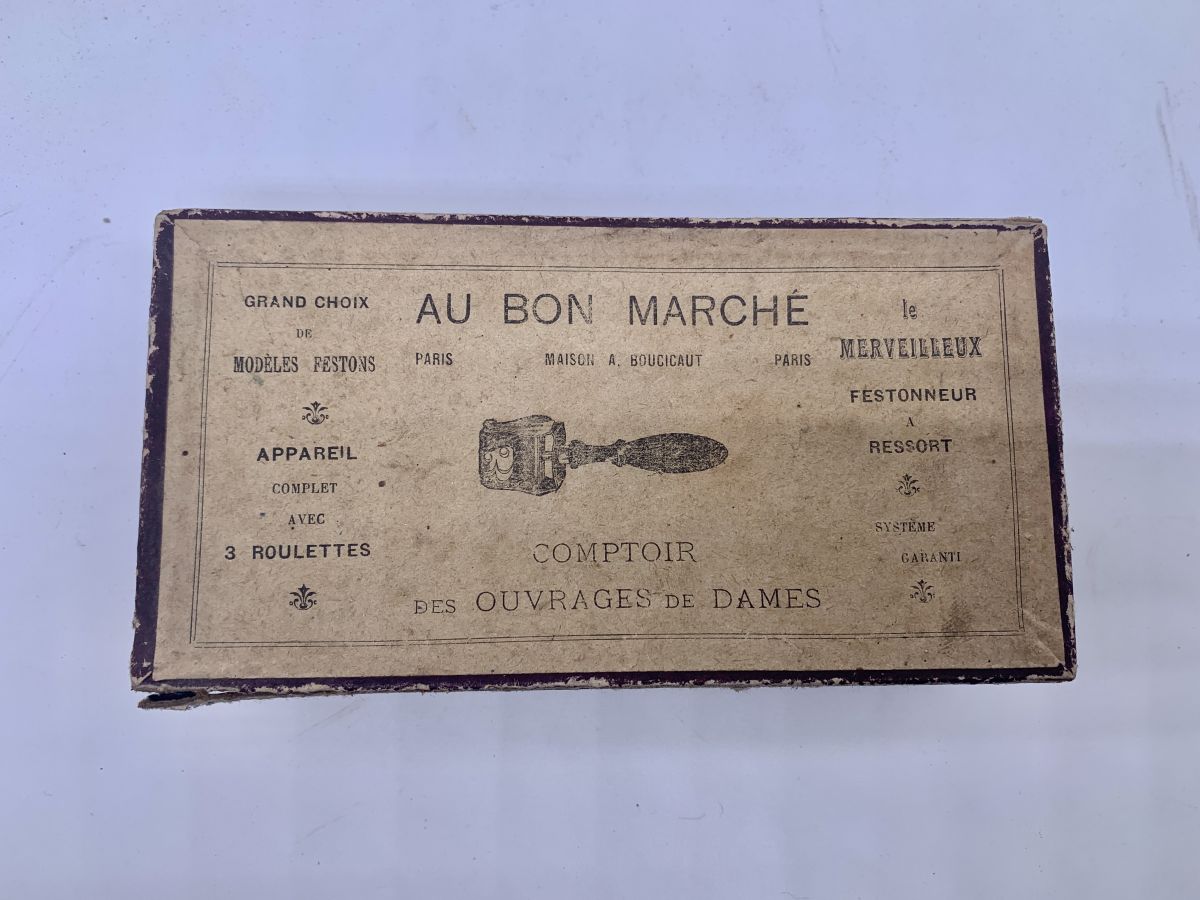 GRAND CHOIX
DE
MODÈLES FESTONS
APPAREIL
COMPLET
AVEC
3 ROULETTES
AU BON MARCHÉ
PARIS MAISON A. BOUCICAUT PARIS
COMPTOIR
DES OUVRAGES DE DAMES
le
MERVEILLEUX
FESTONNEUR
A
RESSORT
SYSTÈME
GARANTI